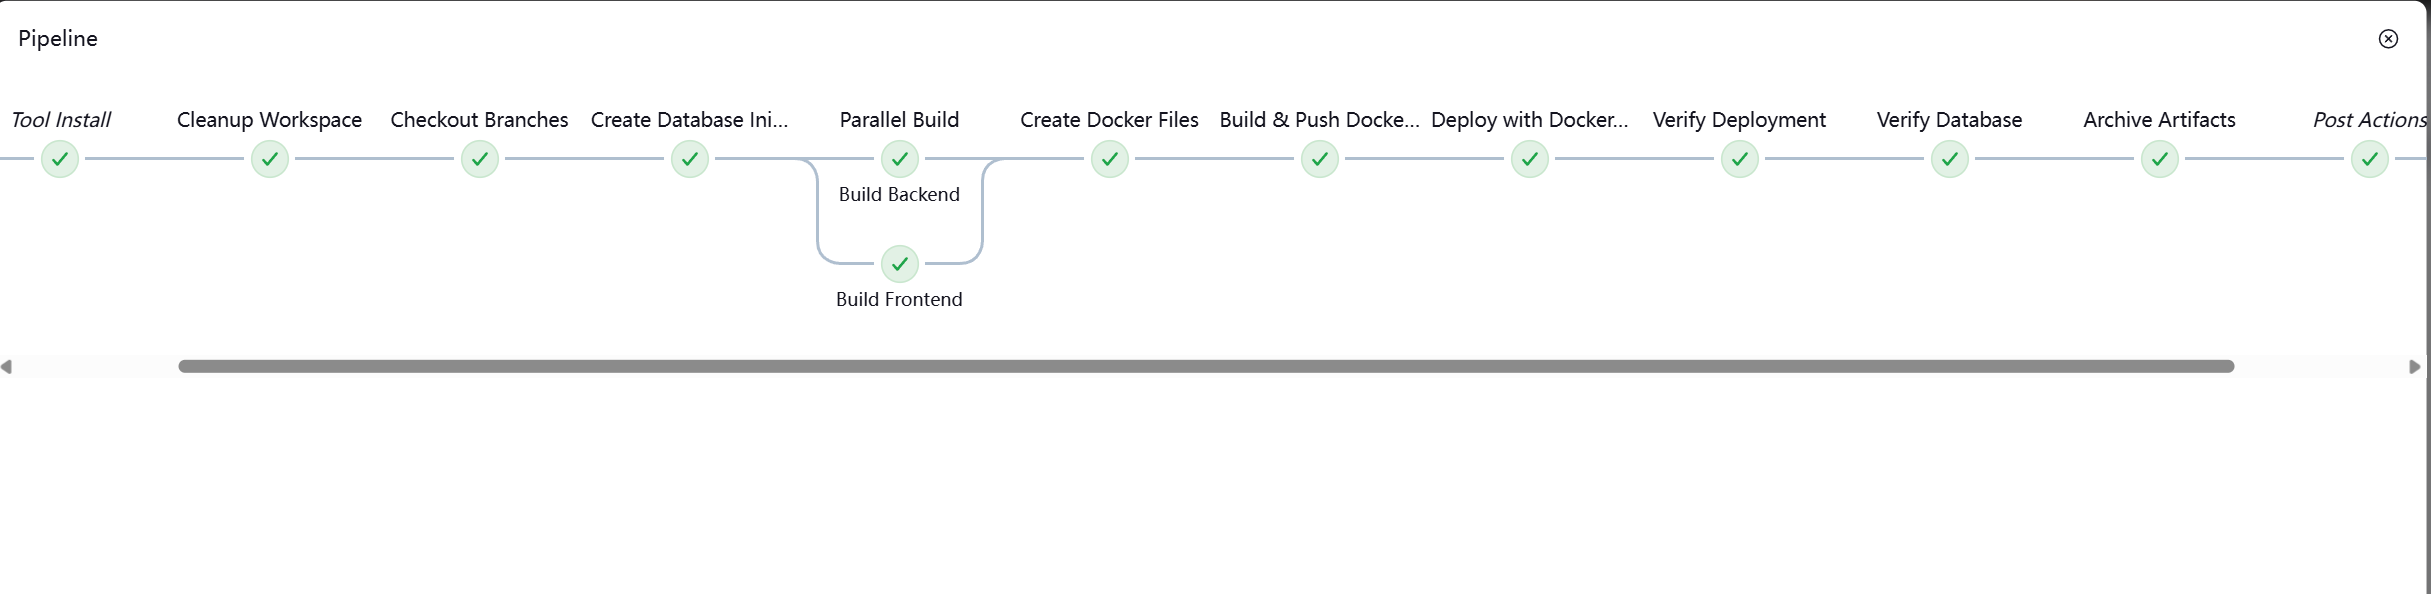 Pipeline
Tool Install
Cleanup Workspace
Checkout Branches
Create Database Ini...
Parallel Build
Create Docker Files
Build & Push Docke...
Deploy with Docker...
Verify Deployment
Verify Database
Archive Artifacts
Post Actions
Build Backend
Build Frontend